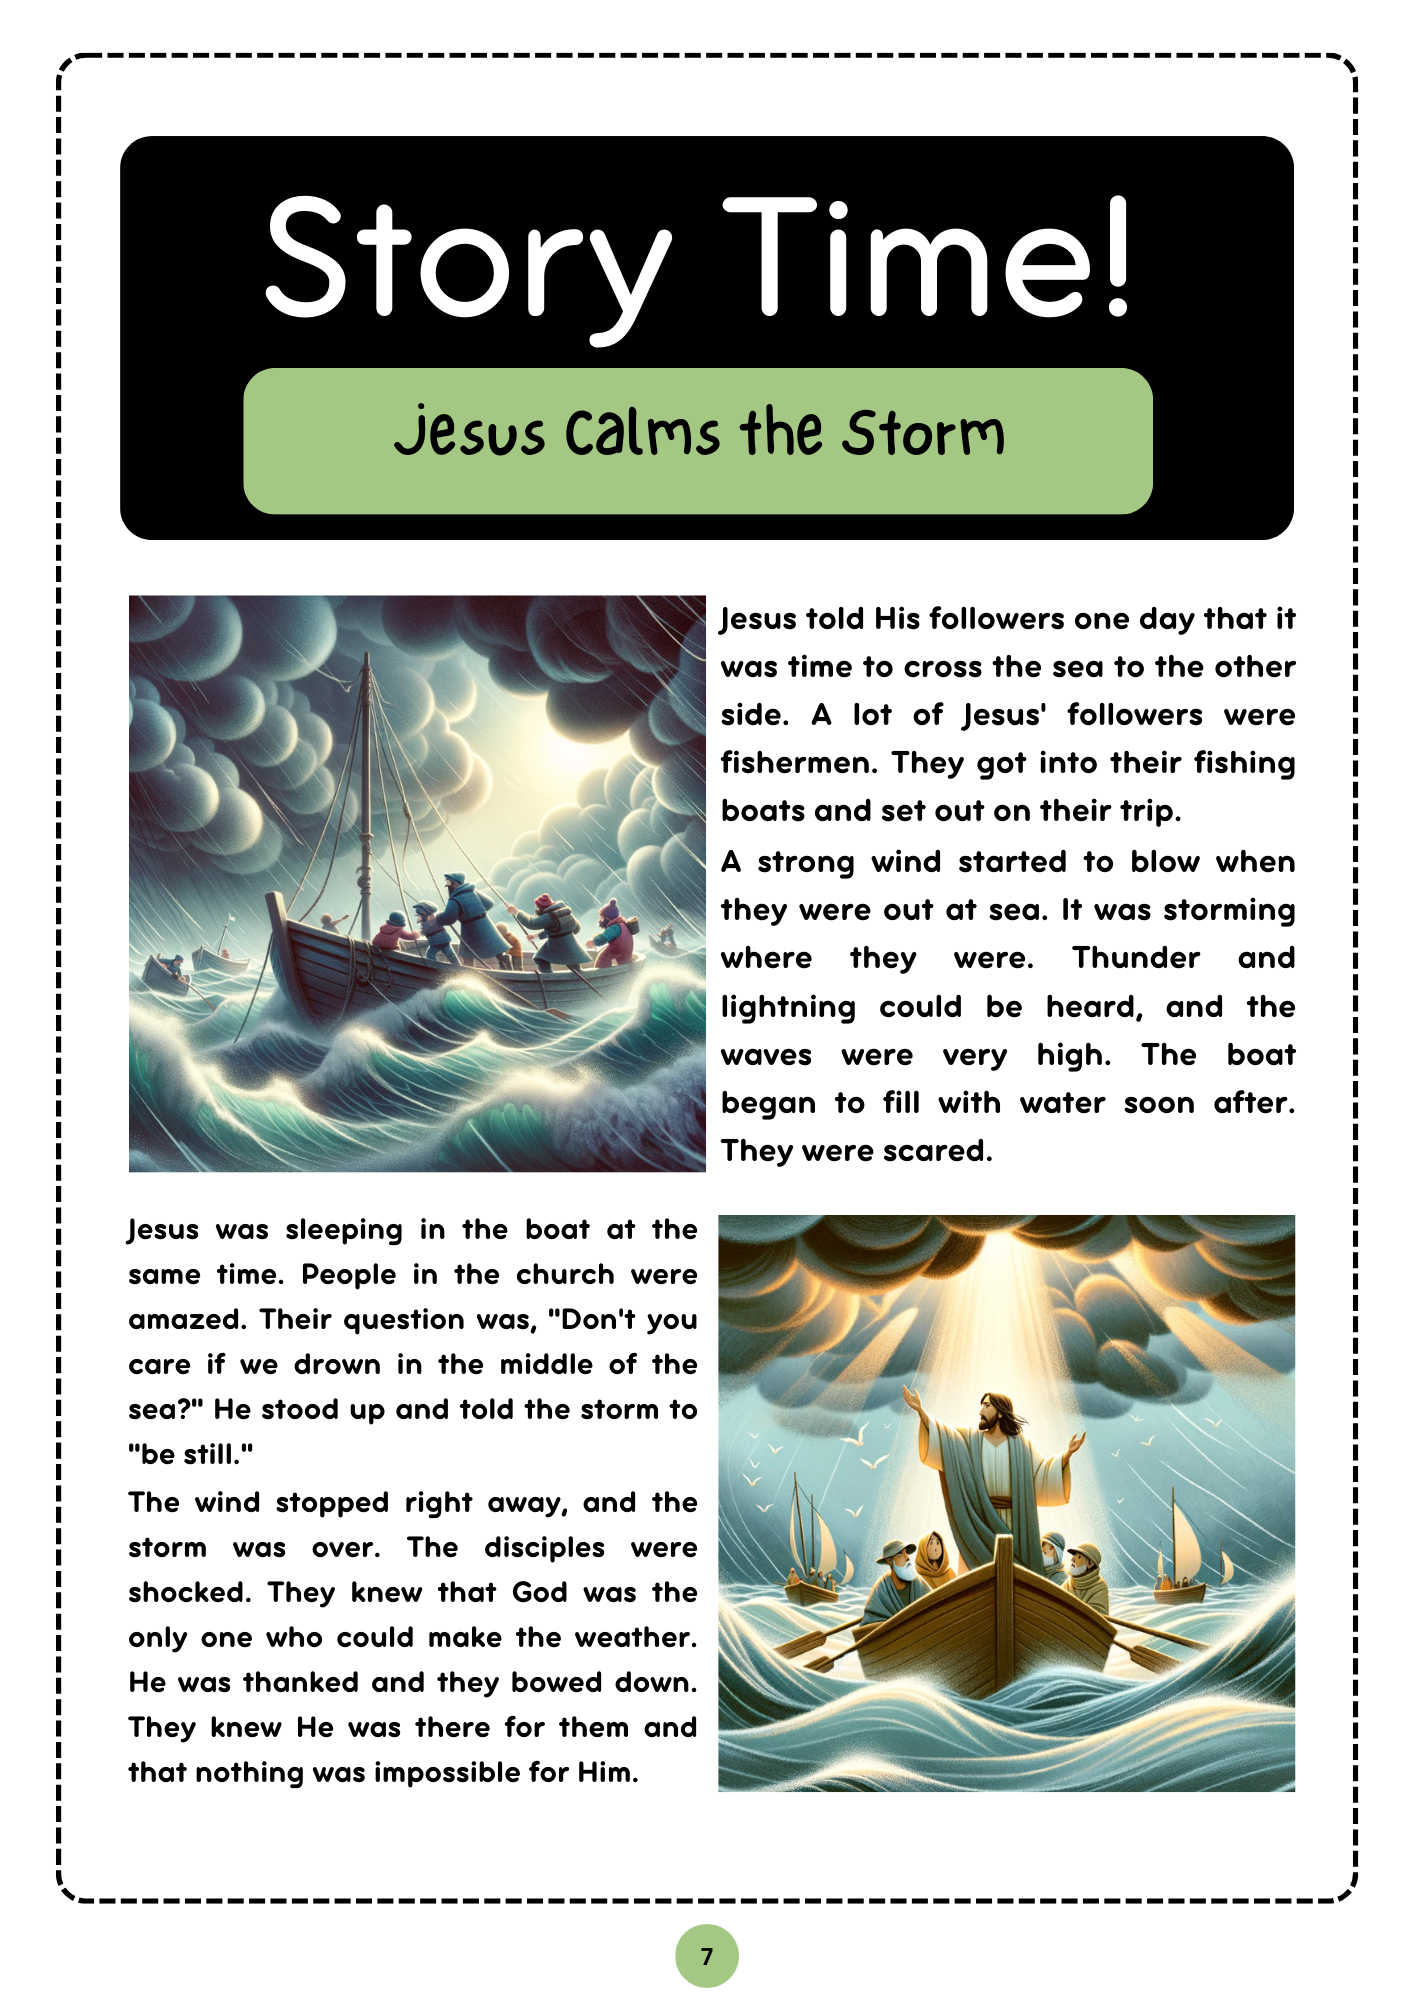 Story Time!
Jesus Calms the Storm
Jesus told His followers one day that it
was time to cross the sea to the other
side. A lot of Jesus' followers were
fishermen. They got into their fishing
boats and set out on their trip.
A strong wind started to blow when
they were out at sea. It was storming
where they were. Thunder and
lightning could be heard, and the
waves were very high. The boat
began to fill with water soon after.
They were scared.
Jesus was sleeping in the boat at the
same time. People in the church were
amazed. Their question was, "Don't you
care if we drown in the middle of the
sea?" He stood up and told the storm to
"be still."
The wind stopped right away, and the
storm was over. The disciples were
shocked. They knew that God was the
only one who could make the weather.
He was thanked and they bowed down.
They knew He was there for them and
that nothing was impossible for Him.
7